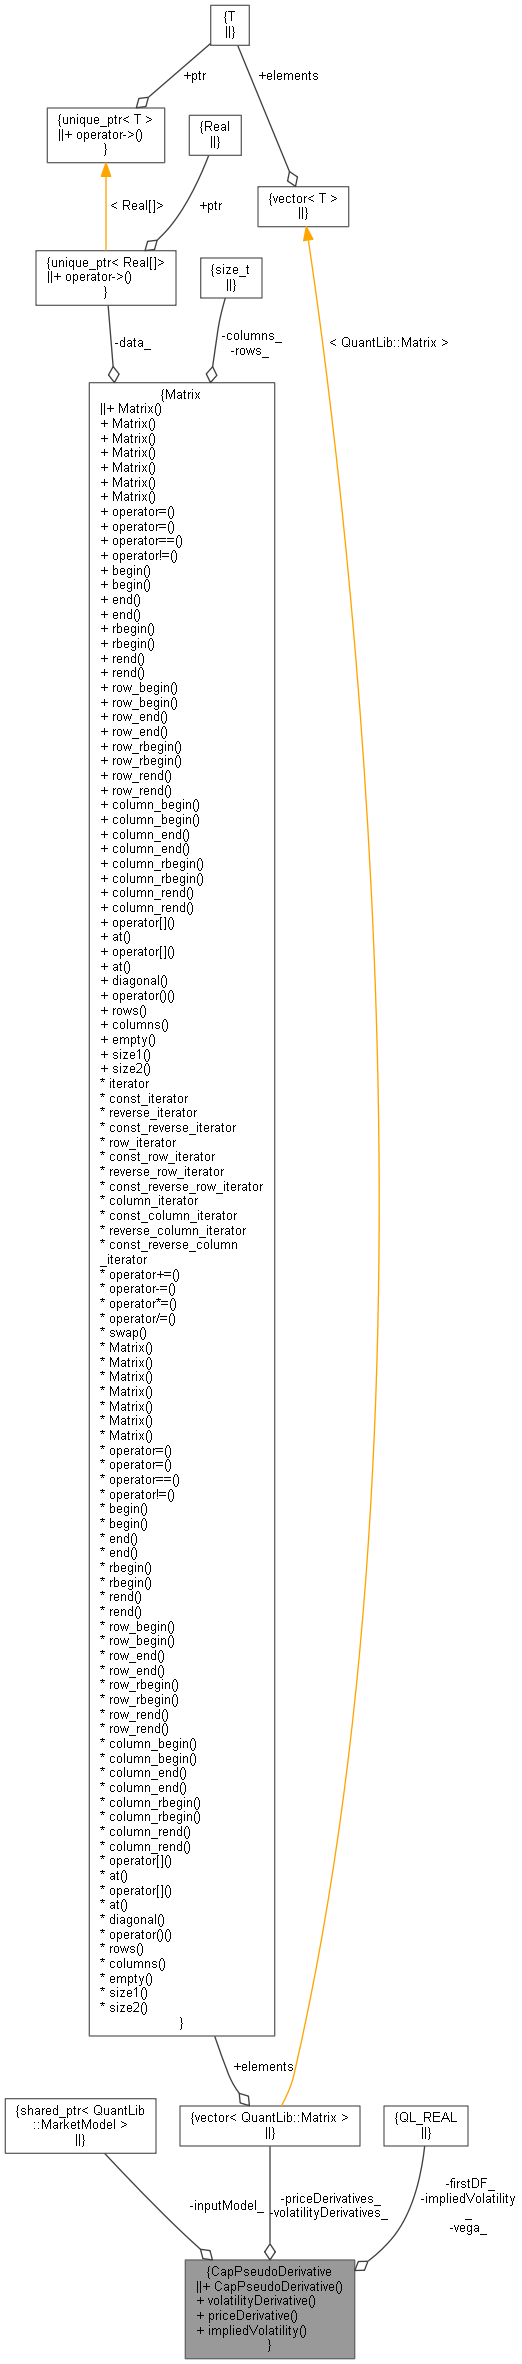 {T
||}
+ptr
+elements
{unique_ptr< T >
||+ operator->()
}
{Real
||}
{vector< T >
||}
< Real[]>
+ptr
{unique_ptr< Real[]>
||+ operator->()
}
{size_t
||}
-data_
-columns_
-rows_
< QuantLib::Matrix >
{Matrix
||+ Matrix()
+ Matrix()
+ Matrix()
+ Matrix()
+ Matrix()
+ Matrix()
+ Matrix()
+ operator=()
+ operator=()
+ operator==()
+ operator!=()
+ begin()
+ begin()
+ end()
+ end()
+ rbegin()
+ rbegin()
+ rend()
+ rend()
+ row_begin()
+ row_begin()
+ row_end()
+ row_end()
+ row_rbegin()
+ row_rbegin()
+ row_rend()
+ row_rend()
+ column_begin()
+ column_begin()
+ column_end()
+ column_end()
+ column_rbegin()
+ column_rbegin()
+ column_rend()
+ column_rend()
+ operator[]()
+ at()
+ operator[]()
+ at()
+ diagonal()
+ operator()()
+ rows()
+ columns()
+ empty()
+ size1()
+ size2()
* iterator
* const_iterator
* reverse_iterator
* const_reverse_iterator
* row_iterator
* const_row_iterator
* reverse_row_iterator
* const_reverse_row_iterator
* column_iterator
* const_column_iterator
* reverse_column_iterator
* const_reverse_column
_iterator
* operator+=()
* operator-=()
* operator*=()
* operator/=()
* swap()
* Matrix()
* Matrix()
* Matrix()
* Matrix()
* Matrix()
* Matrix()
* Matrix()
* operator=()
* operator=()
* operator==()
* operator!=()
* begin()
* begin()
* end()
* end()
* rbegin()
* rbegin()
* rend()
* rend()
* row_begin()
* row_begin()
* row_end()
* row_end()
* row_rbegin()
* row_rbegin()
* row_rend()
* row_rend()
* column_begin()
* column_begin()
* column_end()
* column_end()
* column_rbegin()
* column_rbegin()
* column_rend()
* column_rend()
* operator[]()
* at()
* operator[]()
* at()
* diagonal()
* operator()()
* rows()
* columns()
* empty()
* size1()
* size2()
}
+elements
{shared_ptr< QuantLib
::MarketModel >
||}
{vector< QuantLib::Matrix >
||}
{QL_REAL
||}
-inputModel_
-priceDerivatives_
-volatilityDerivatives_
-firstDF_
-impliedVolatility
_
-vega_
{CapPseudoDerivative
||+ CapPseudoDerivative()
+ volatilityDerivative()
+ priceDerivative()
+ impliedVolatility()
}